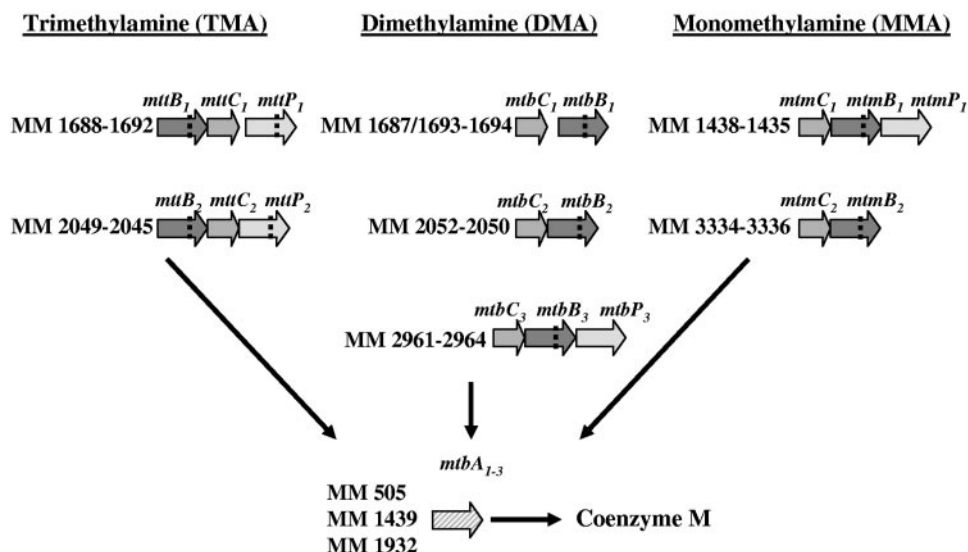 Trimethylamine (TMA) Dimethylamine (DMA) Monomethylamine (MMA)
mttB1 mttC1 mttP1 mtbC1 mtbB1 mtmC1 mtmB1 mtmP1
MM 1688-1692 MM 1687/1693-1694 MM 1438-1435
mttB2 mttC2 mttP2 mtbC2 mtbB2 mtmC2 mtmB2
MM 2049-2045 MM 2052-2050 MM 3334-3336
mtbC3 mtbB3 mtbP3
MM 2961-2964
mtbA1-3
MM 505
MM 1439 Coenzyme M
MM 1932